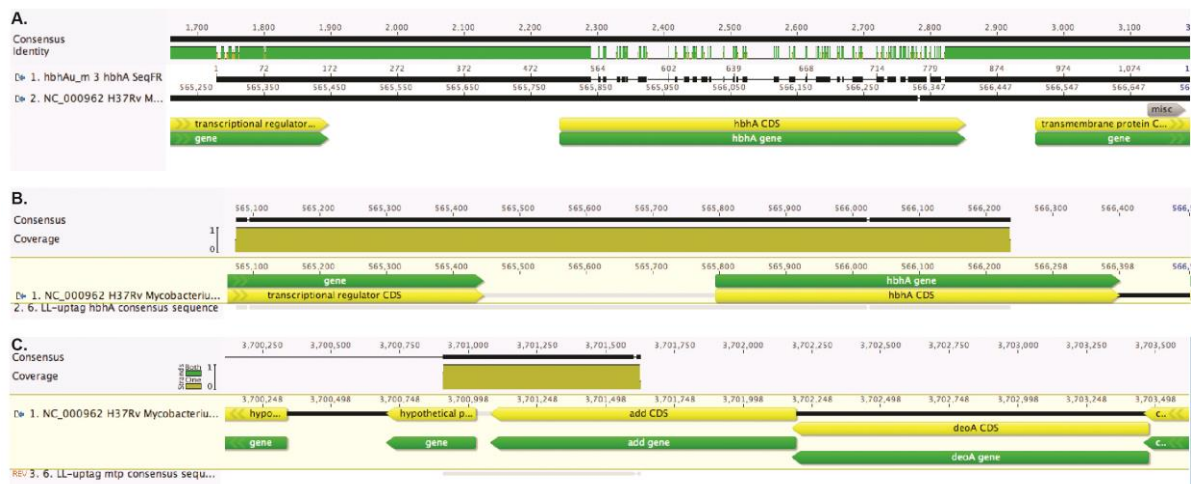 A.
1,700 1,800 1,900 2,000 2,100 2,200 2,300 2,400 2,500 2,600 2,700 2,800 2,900 3,000 3,100
Consensus
Identity
1 72 172 272 372 472 564 602 639 668 714 779 874 974 1,074
1. hbhAu_m 3 hbhA SeqFR
565,250 565,350 565,450 565,550 565,650 565,750 565,850 565,950 566,050 566,150 566,250 566,347 566,447 566,547 566,647
2. NC_000962 H37Rv M...
misc
transcriptional regulator... hbhA CDS transmembrane protein C...
gene hbhA gene gene
B.
565,100 565,200 565,300 565,400 565,500 565,600 565,700 565,800 565,900 566,000 566,100 566,200 566,300 566,400
Consensus
Coverage
1
0
565,100 565,200 565,300 565,400 565,500 565,600 565,700 565,800 565,900 566,000 566,100 566,200 566,298 566,398
gene hbhA gene
1. NC_000962 H37Rv Mycobacteriu... transcriptional regulator CDS hbhA CDS
2. 6. LL-uptag hbhA consensus sequence
C.
3,700,250 3,700,500 3,700,750 3,701,000 3,701,250 3,701,500 3,701,750 3,702,000 3,702,250 3,702,500 3,702,750 3,703,000 3,703,250 3,703,500
Consensus
Coverage
Strands
Both
One
1
0
3,700,248 3,700,498 3,700,748 3,700,998 3,701,248 3,701,498 3,701,748 3,701,998 3,702,248 3,702,498 3,702,748 3,702,998 3,703,248 3,703,498
1. NC_000962 H37Rv Mycobacteriu... hypo... hypothetical p... add CDS c..
deoA CDS
gene gene add gene c..
deoA gene
REV 3. 6. LL-uptag mtp consensus sequ...